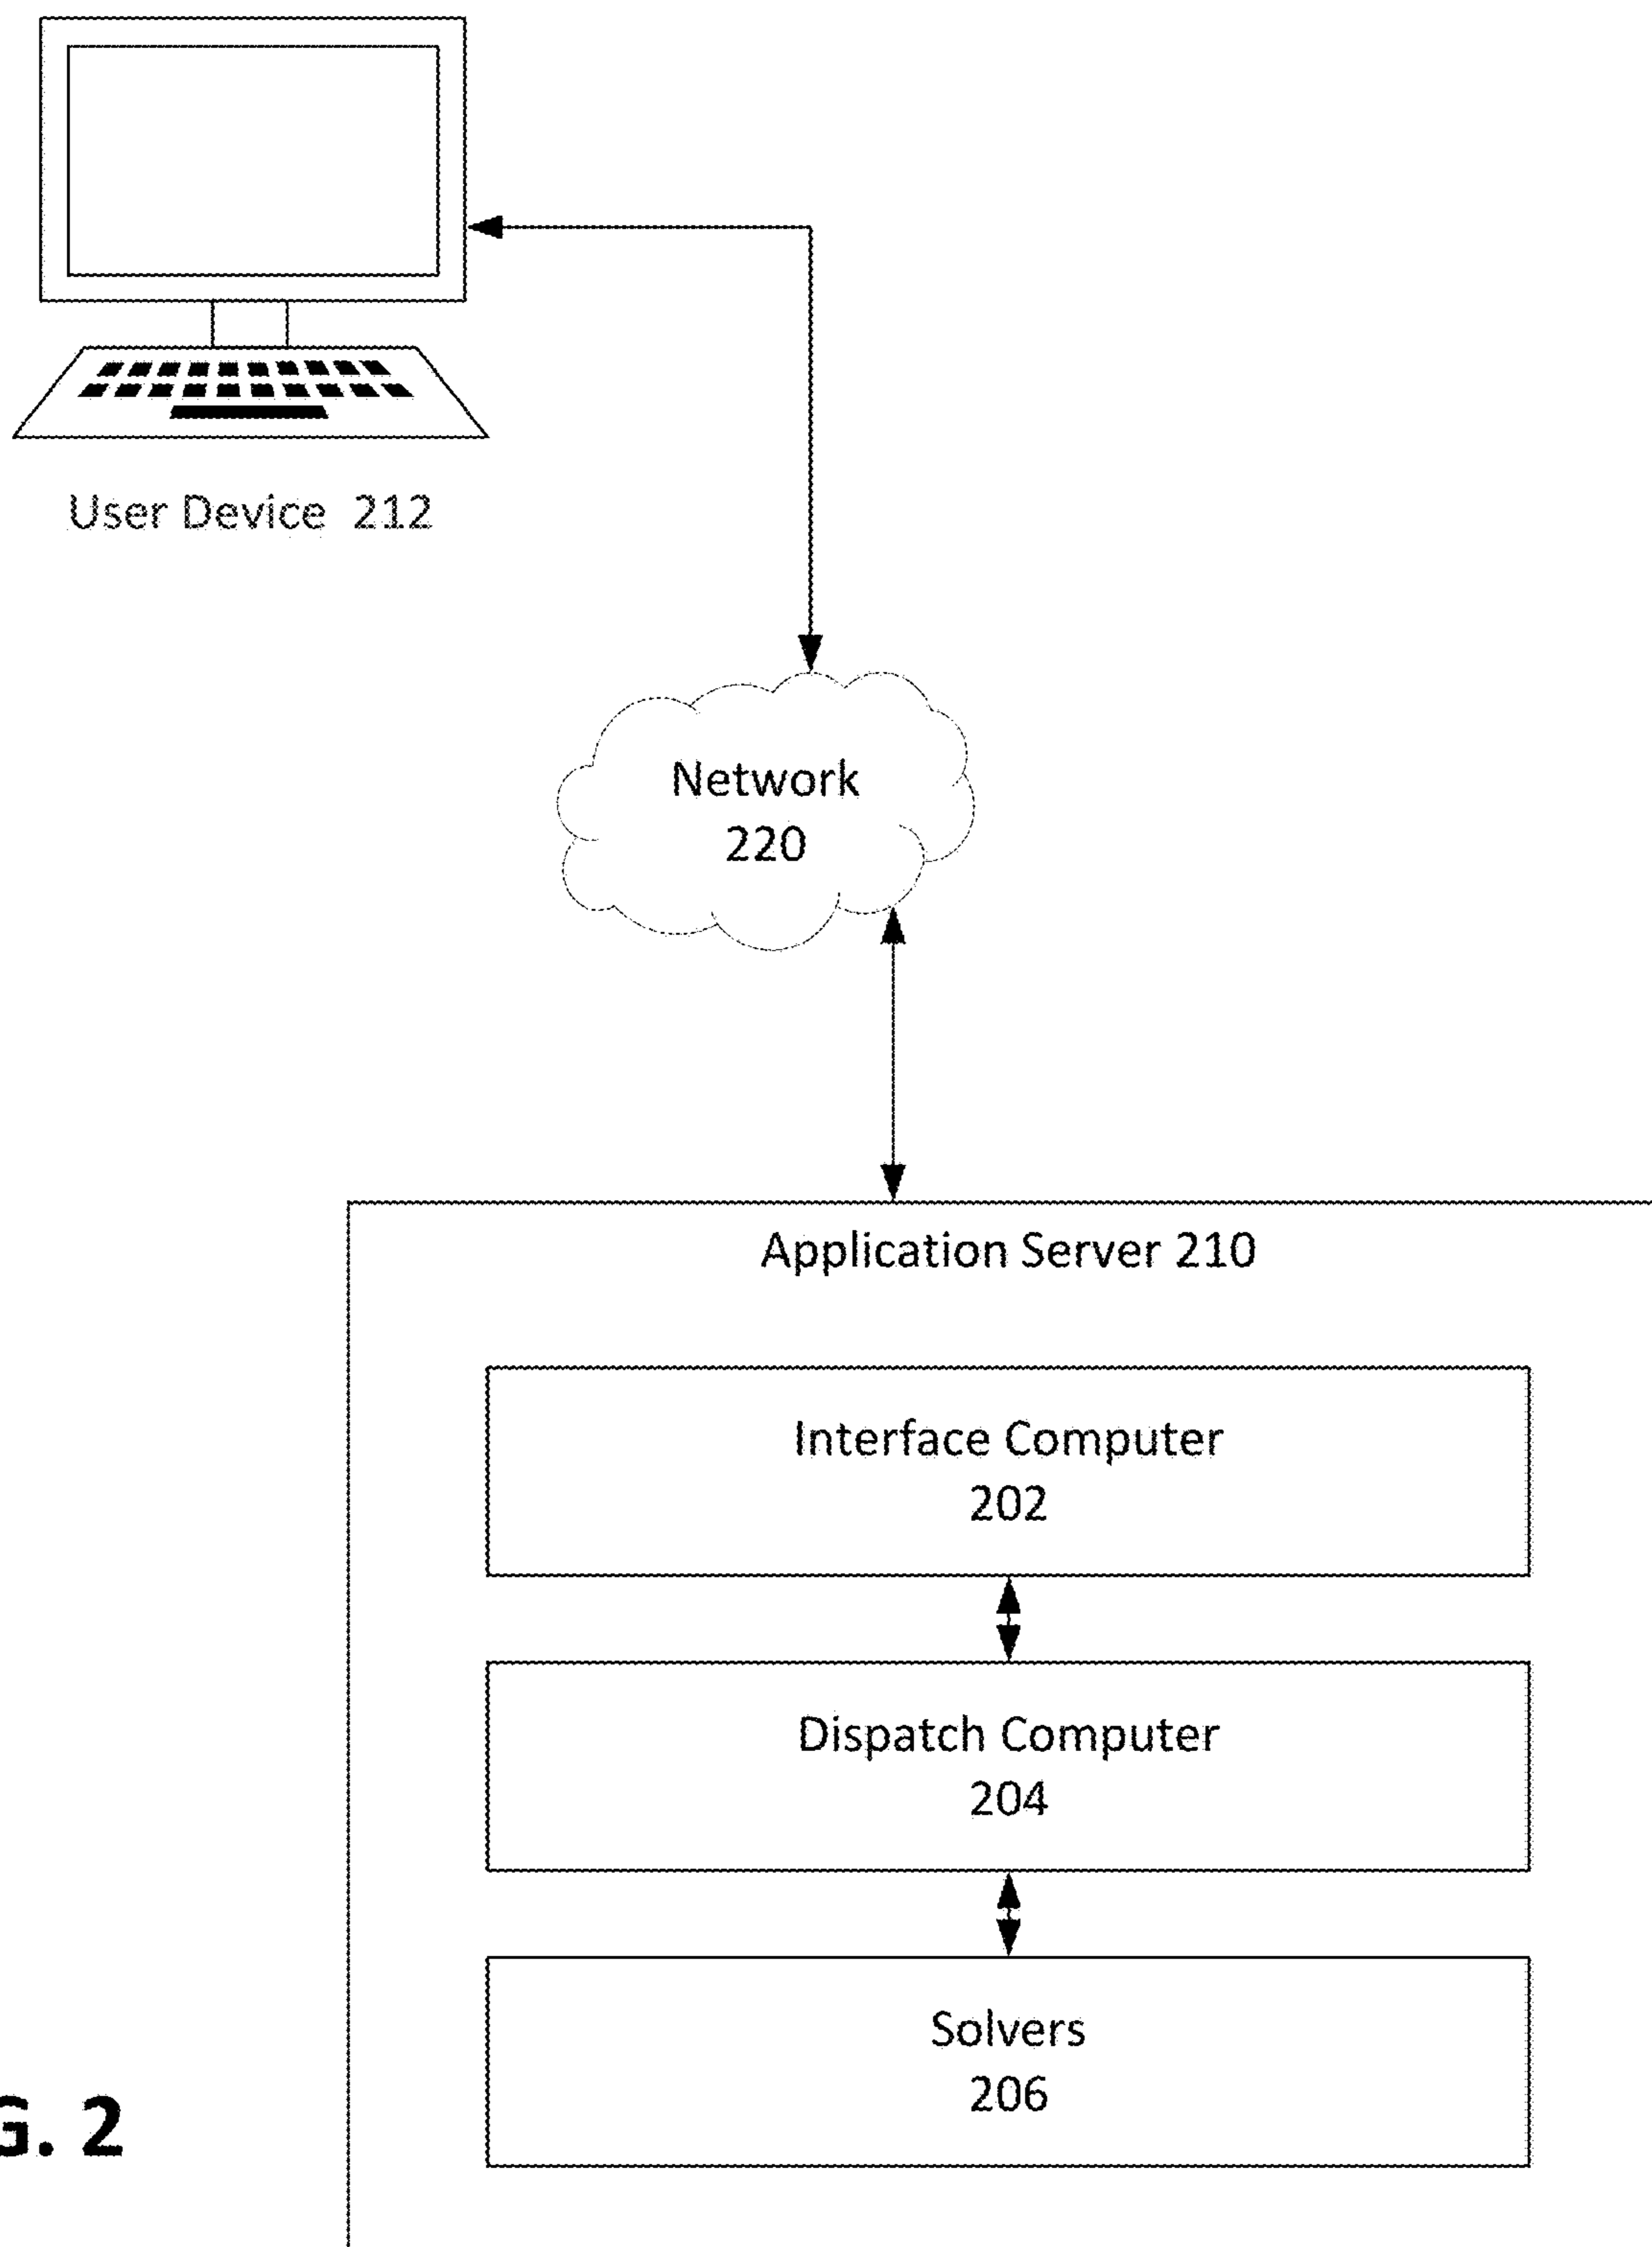 User Device 212
Network
220
Application Server 210
Interface Computer
202
Dispatch Computer
204
Solvers
206
G. 2